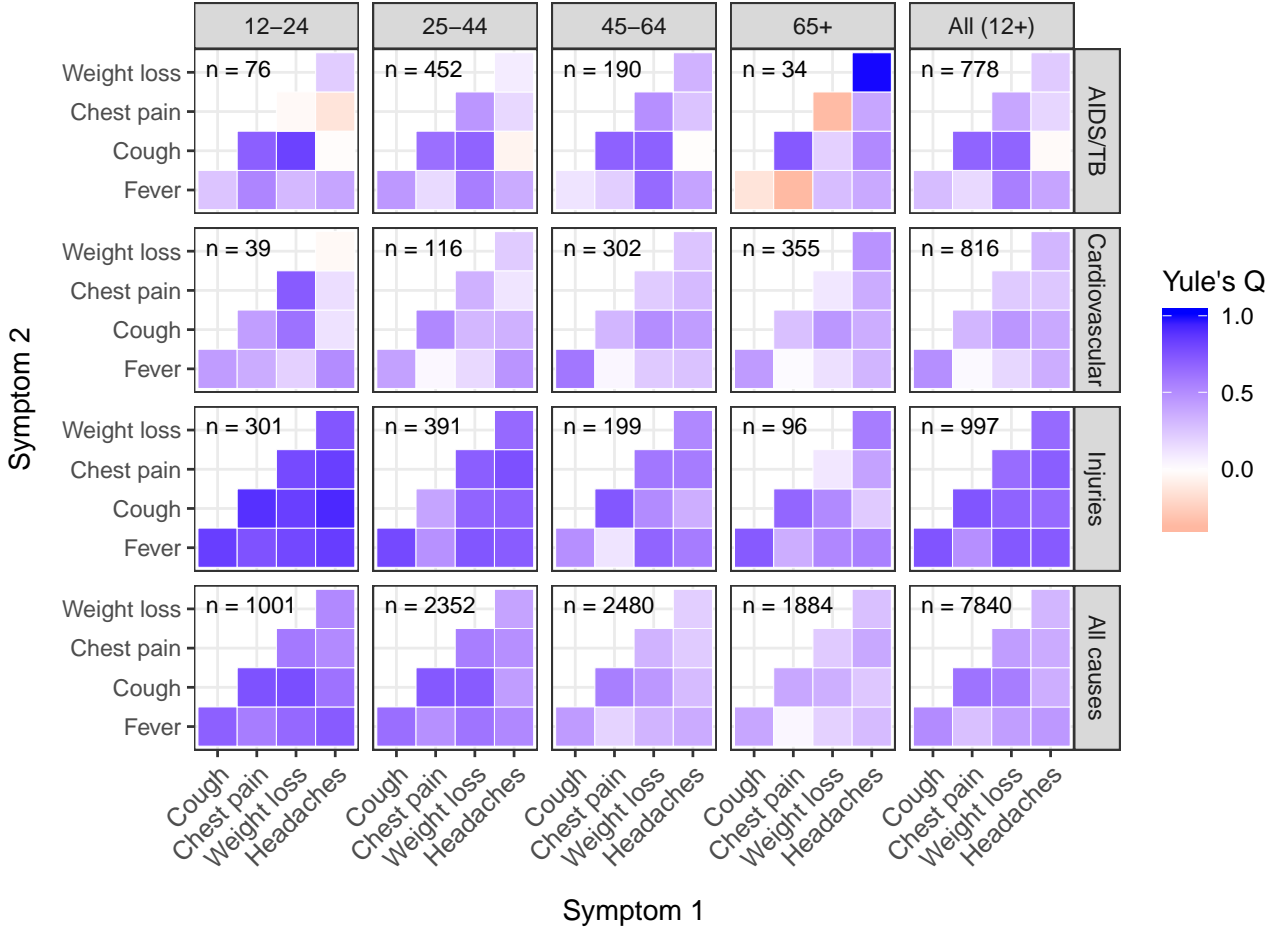 12–24 25–44 45–64 65+ All (12+)
Weight loss n = 76 n = 452 n = 190 n = 34 n = 778
Chest pain
Cough
Fever
AIDS/TB
Weight loss n = 39 n = 116 n = 302 n = 355 n = 816
Chest pain
Cough
Fever
Cardiovascular
Weight loss n = 301 n = 391 n = 199 n = 96 n = 997
Chest pain
Cough
Fever
Injuries
Weight loss n = 1001 n = 2352 n = 2480 n = 1884 n = 7840
Chest pain
Cough
Fever
All causes
Cough Chest pain Weight loss Headaches Cough Chest pain Weight loss Headaches Cough Chest pain Weight loss Headaches Cough Chest pain Weight loss Headaches Cough Chest pain Weight loss Headaches
Symptom 1
Symptom 2
Yule's Q
1.0
0.5
0.0